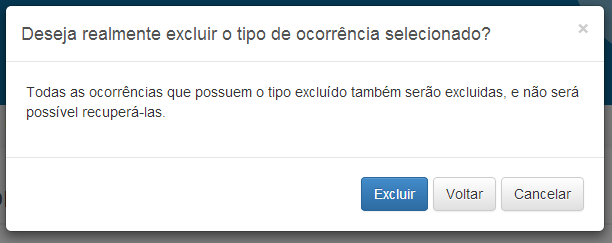 Deseja realmente excluir o tipo de ocorrência selecionado?
×
Todas as ocorrências que possuem o tipo excluído também serão excluidas, e não será
possível recuperá-las.
Excluir Voltar Cancelar